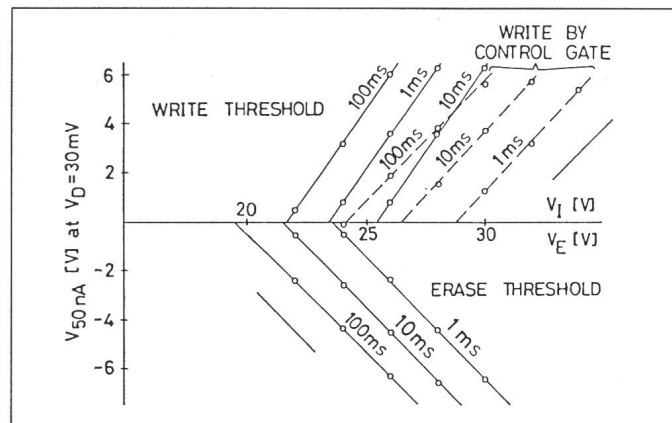 WRITE BY
CONTROL GATE
WRITE THRESHOLD
100ms
1ms
10ms
100ms
10ms
1ms
6
4
2
-2
-4
-6
V50nA [V] at VD=30mV
20
25
30
VI [V]
VE [V]
ERASE THRESHOLD
100ms
10ms
1ms